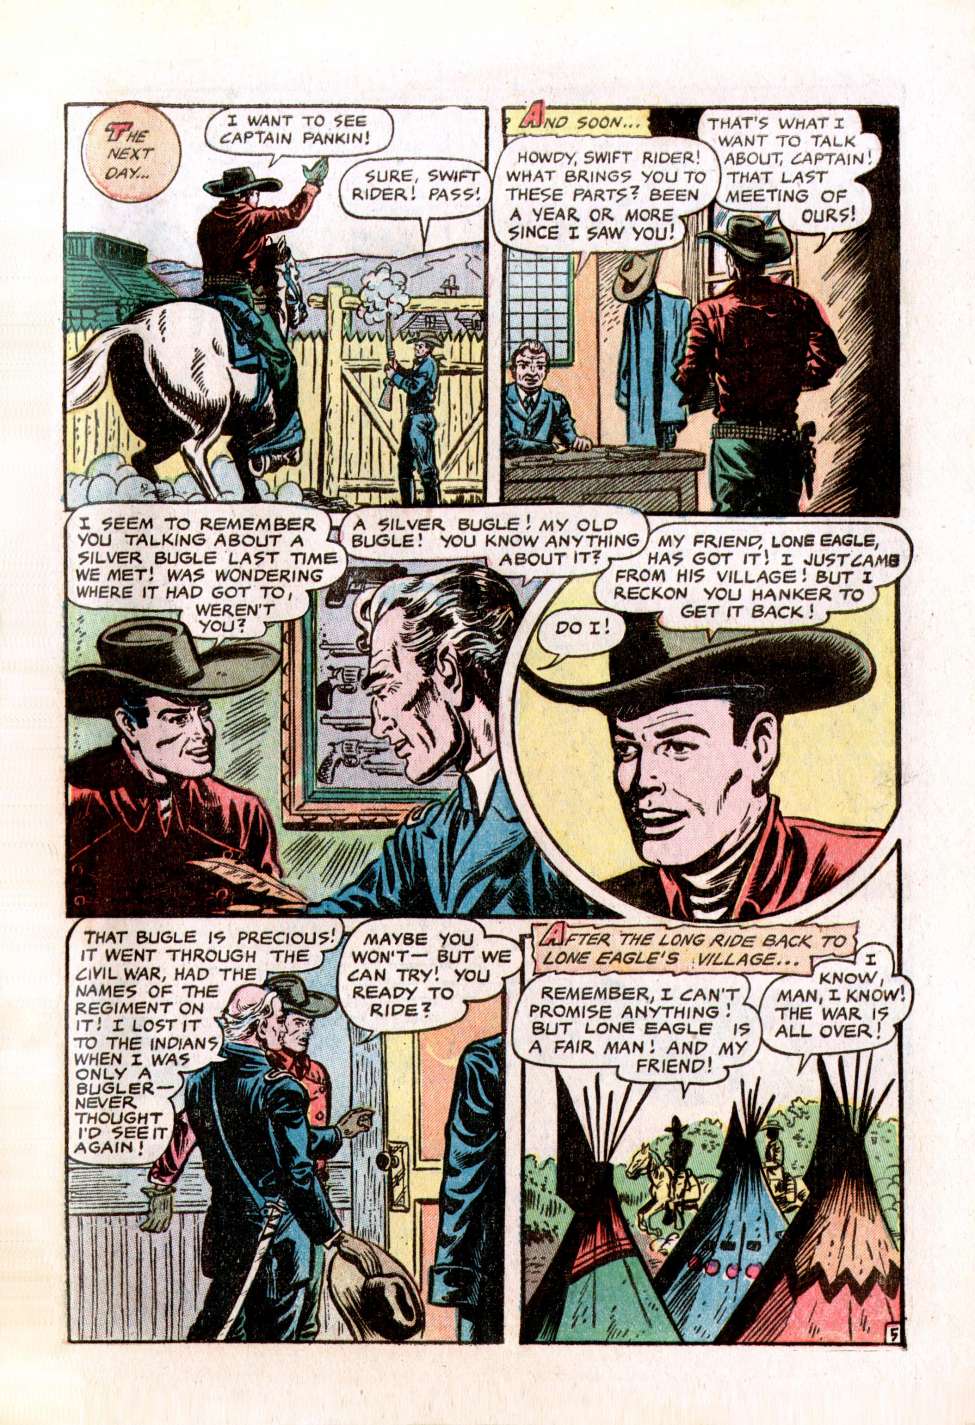 THE
NEXT
DAY...
I WANT TO SEE
CAPTAIN PANKIN!
SURE, SWIFT
RIDER! PASS!
AND SOON...
HOWDY, SWIFT RIDER!
WHAT BRINGS YOU TO
THESE PARTS? BEEN
A YEAR OR MORE
SINCE I SAW YOU!
THAT'S WHAT I
WANT TO TALK
ABOUT, CAPTAIN!
THAT LAST
MEETING OF
OURS!
I SEEM TO REMEMBER
YOU TALKING ABOUT A
SILVER BUGLE LAST TIME
WE MET! WAS WONDERING
WHERE IT HAD GOT TO,
WEREN'T
YOU?
A SILVER BUGLE! MY OLD
BUGLE! YOU KNOW ANYTHING
ABOUT IT?
MY FRIEND, LONE EAGLE,
HAS GOT IT! I JUST CAME
FROM HIS VILLAGE! BUT I
RECKON YOU HANKER TO
GET IT BACK!
DO I!
THAT BUGLE IS PRECIOUS!
IT WENT THROUGH THE
CIVIL WAR, HAD THE
NAMES OF THE
REGIMENT ON
IT! I LOST IT
TO THE INDIANS
WHEN I WAS
ONLY A
BUGLER—
NEVER
THOUGHT
I'D SEE IT
AGAIN!
MAYBE YOU
WON'T— BUT WE
CAN TRY! YOU
READY TO
RIDE?
AFTER THE LONG RIDE BACK TO
LONE EAGLE'S VILLAGE...
REMEMBER, I CAN'T
PROMISE ANYTHING!
BUT LONE EAGLE IS
A FAIR MAN! AND MY
FRIEND!
I
KNOW,
MAN, I KNOW!
THE WAR IS
ALL OVER!
5